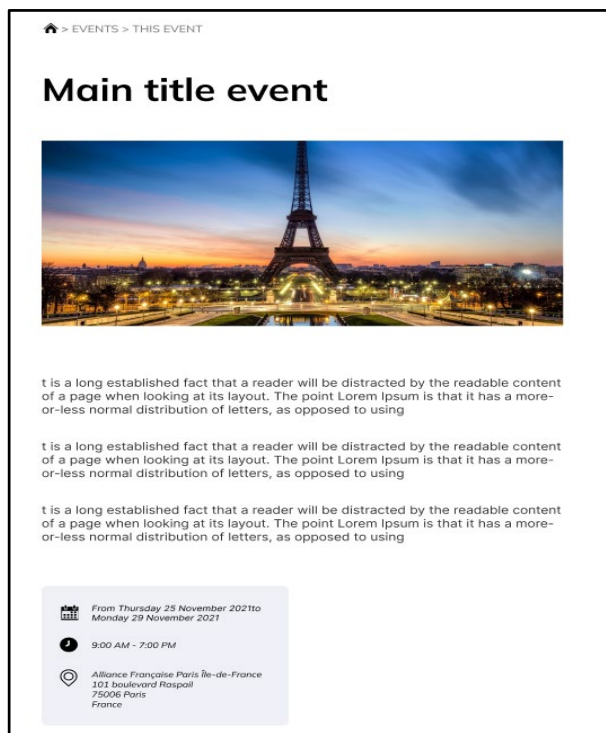 > EVENTS > THIS EVENT
Main title event
t is a long established fact that a reader will be distracted by the readable content
of a page when looking at its layout. The point Lorem Ipsum is that it has a more-
or-less normal distribution of letters, as opposed to using
t is a long established fact that a reader will be distracted by the readable content
of a page when looking at its layout. The point Lorem Ipsum is that it has a more-
or-less normal distribution of letters, as opposed to using
t is a long established fact that a reader will be distracted by the readable content
of a page when looking at its layout. The point Lorem Ipsum is that it has a more-
or-less normal distribution of letters, as opposed to using
From Thursday 25 November 2021to
Monday 29 November 2021
9:00 AM - 7:00 PM
Alliance Française Paris Île-de-France
101 boulevard Raspail
75006 Paris
France